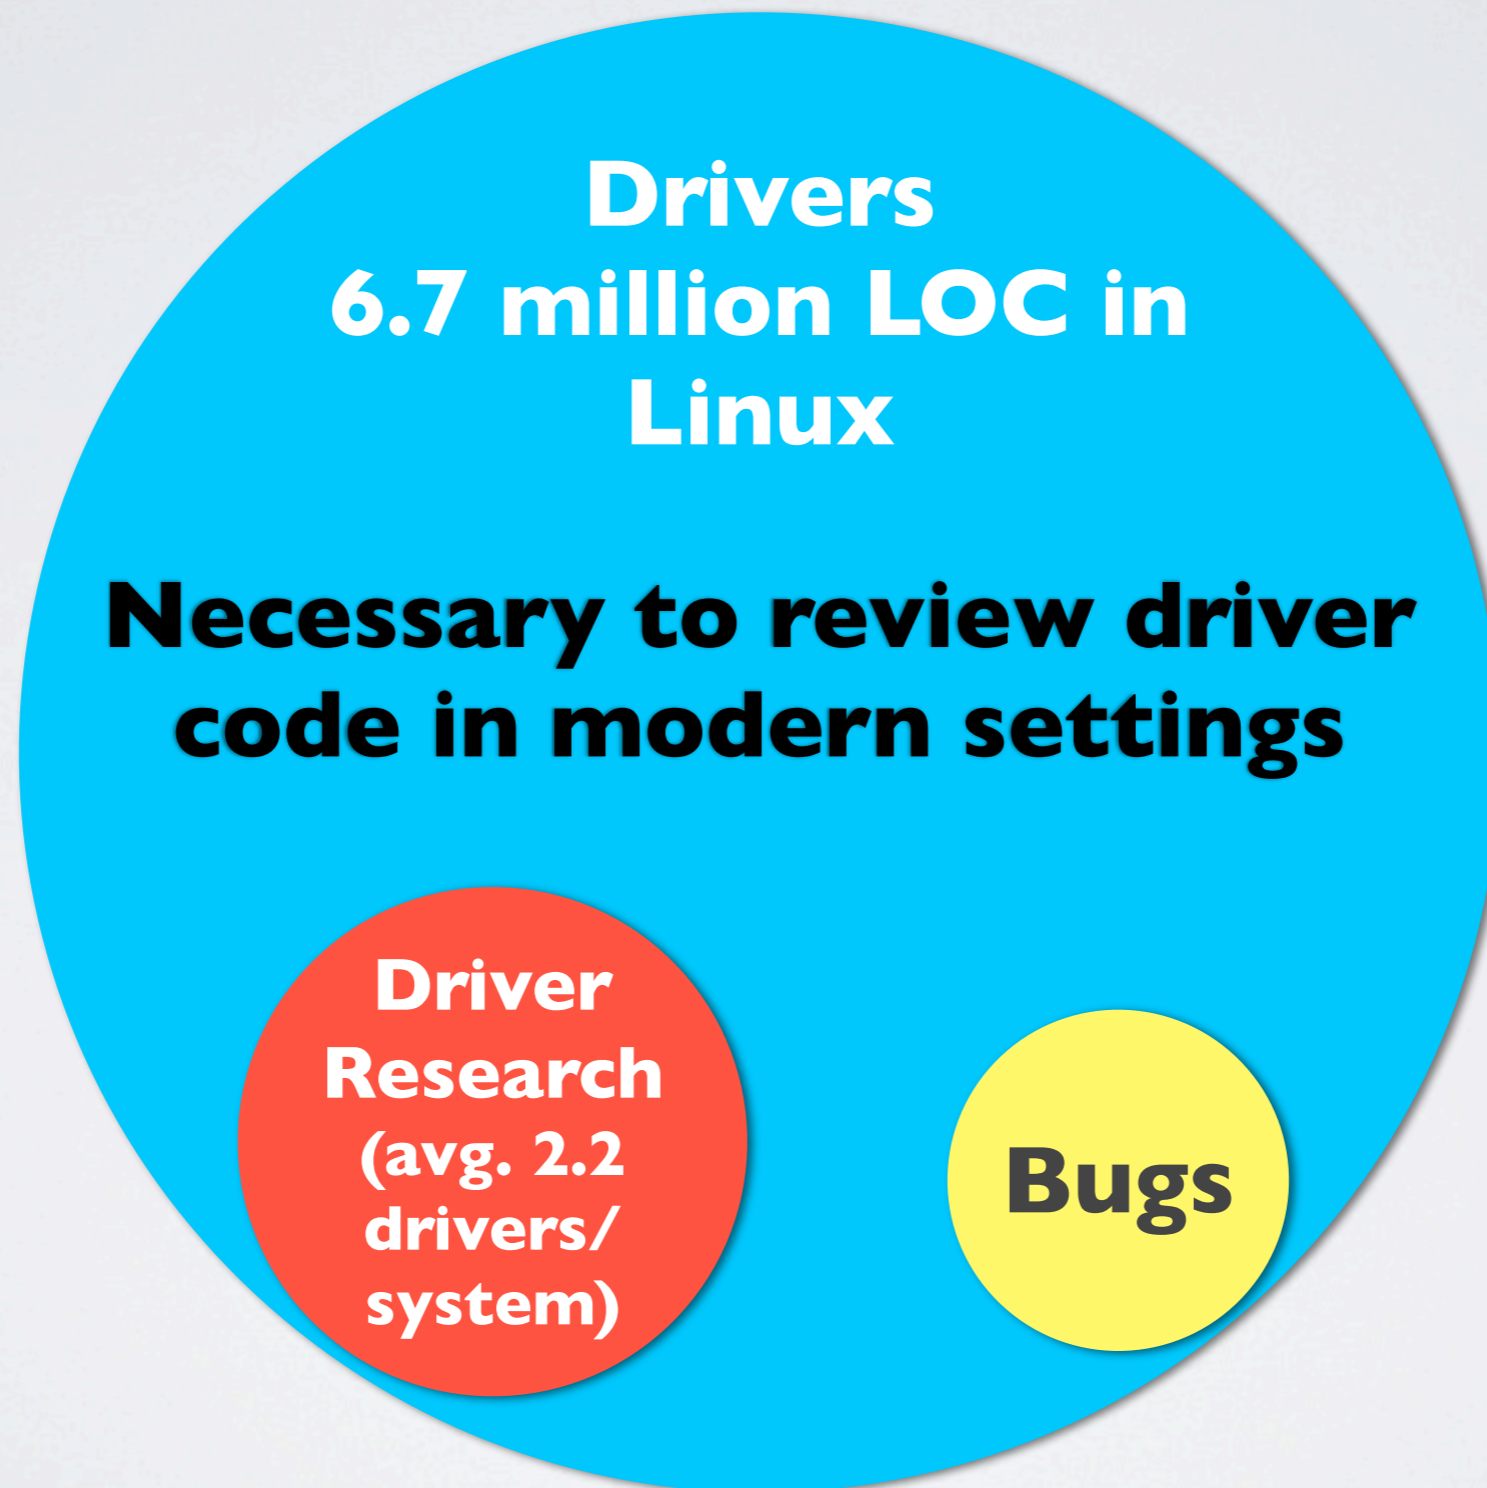 Drivers
6.7 million LOC in
Linux
Necessary to review driver
code in modern settings
Driver
Research
(avg. 2.2
drivers/
system)
Bugs